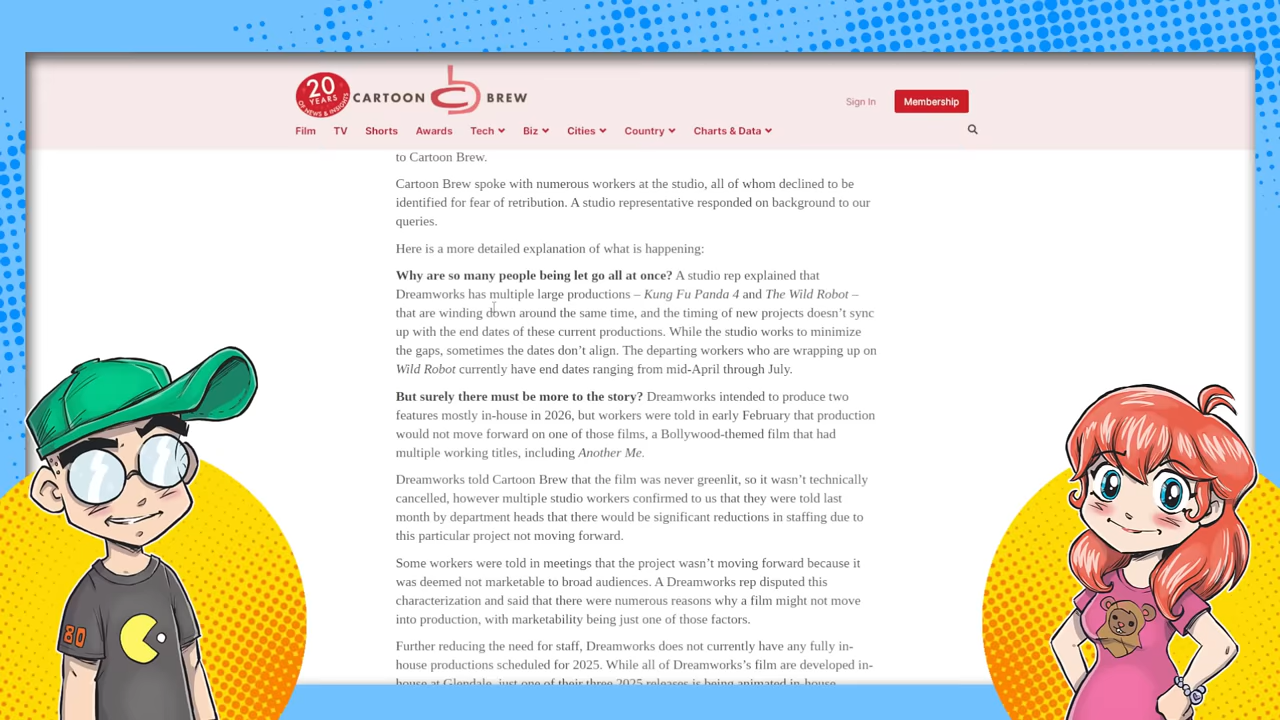 20
YEARS
OF NEWS & INSIGHTS
CARTOON BREW
Sign In
Membership
Film TV Shorts Awards Tech Biz Cities Country Charts & Data
to Cartoon Brew.
Cartoon Brew spoke with numerous workers at the studio, all of whom declined to be
identified for fear of retribution. A studio representative responded on background to our
queries.
Here is a more detailed explanation of what is happening:
Why are so many people being let go all at once? A studio rep explained that
Dreamworks has multiple large productions – Kung Fu Panda 4 and The Wild Robot –
that are winding down around the same time, and the timing of new projects doesn’t sync
up with the end dates of these current productions. While the studio works to minimize
the gaps, sometimes the dates don’t align. The departing workers who are wrapping up on
Wild Robot currently have end dates ranging from mid-April through July.
But surely there must be more to the story? Dreamworks intended to produce two
features mostly in-house in 2026, but workers were told in early February that production
would not move forward on one of those films, a Bollywood-themed film that had
multiple working titles, including Another Me.
Dreamworks told Cartoon Brew that the film was never greenlit, so it wasn’t technically
cancelled, however multiple studio workers confirmed to us that they were told last
month by department heads that there would be significant reductions in staffing due to
this particular project not moving forward.
Some workers were told in meetings that the project wasn’t moving forward because it
was deemed not marketable to broad audiences. A Dreamworks rep disputed this
characterization and said that there were numerous reasons why a film might not move
into production, with marketability being just one of those factors.
Further reducing the need for staff, Dreamworks does not currently have any fully in-
house productions scheduled for 2025. While all of Dreamworks’s film are developed in-
house at Glendale, just one of their three 2025 releases is being animated in-house
80